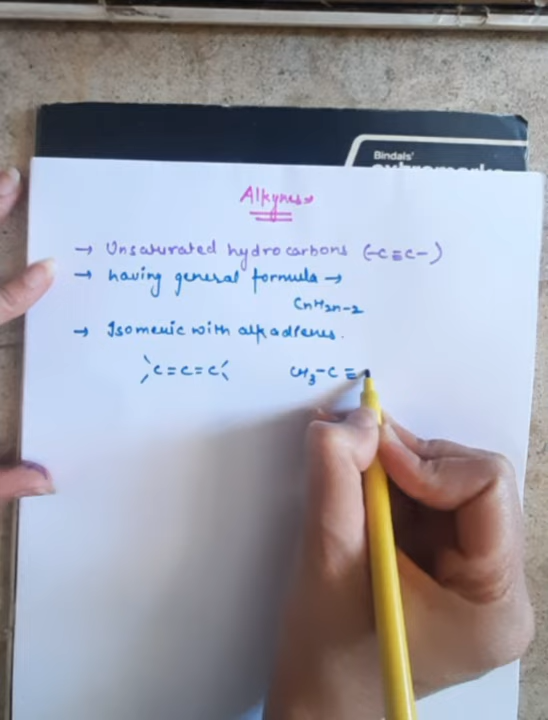 Bindals'
Alkynes
→ Unsaturated hydrocarbons (-C≡C-)
→ having general formula →
CnH2n-2
→ Isomeric with alkadienes.
C=C=C CH3-C≡